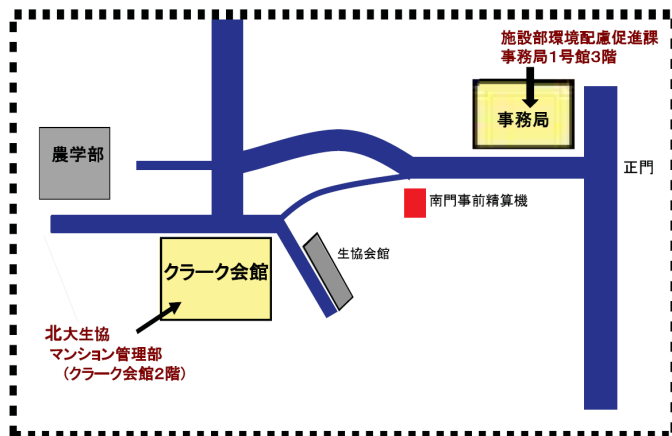 施設部環境配慮促進課
事務局1号館3階
事務局
農学部
正門
南門事前精算機
生協会館
クラーク会館
北大生協
マンション管理部
(クラーク会館2階)